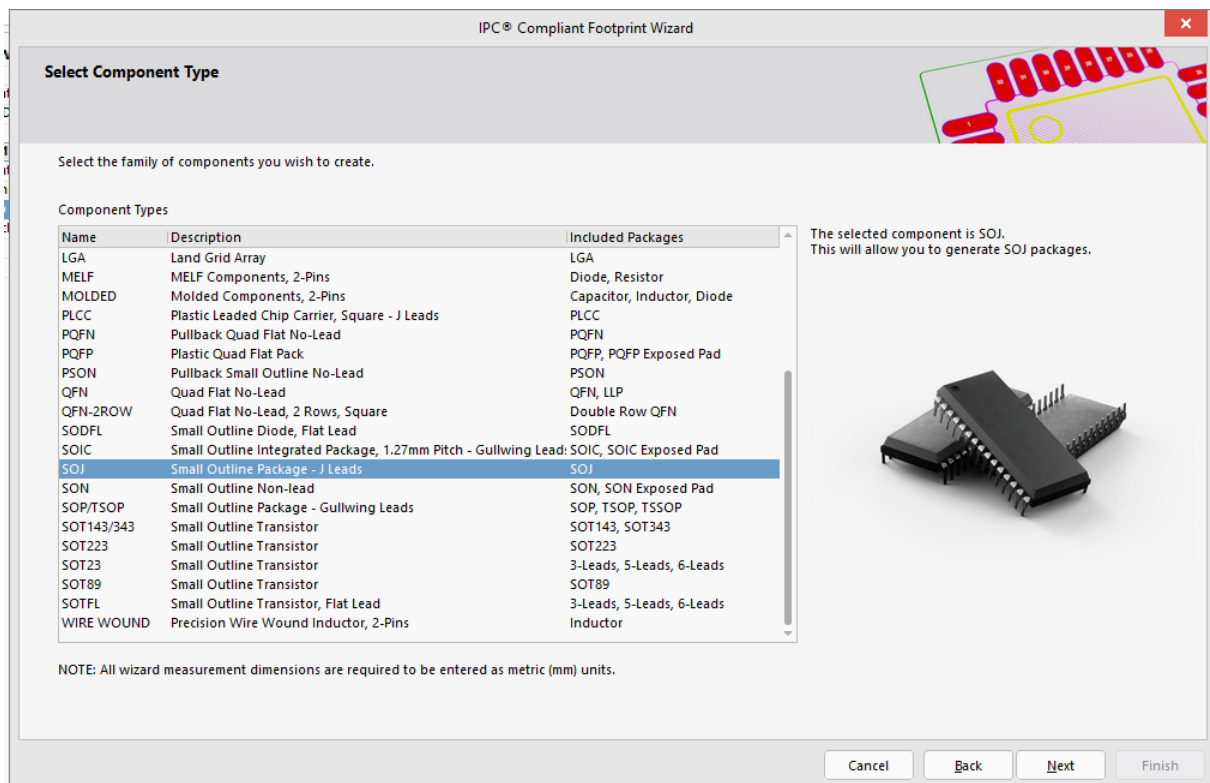 IPC® Compliant Footprint Wizard
Select Component Type
Select the family of components you wish to create.
Component Types
Name Description Included Packages
LGA Land Grid Array LGA
MELF MELF Components, 2-Pins Diode, Resistor
MOLDED Molded Components, 2-Pins Capacitor, Inductor, Diode
PLCC Plastic Leaded Chip Carrier, Square - J Leads PLCC
PQFN Pullback Quad Flat No-Lead PQFN
PQFP Plastic Quad Flat Pack PQFP, PQFP Exposed Pad
PSON Pullback Small Outline No-Lead PSON
QFN Quad Flat No-Lead QFN, LLP
QFN-2ROW Quad Flat No-Lead, 2 Rows, Square Double Row QFN
SODFL Small Outline Diode, Flat Lead SODFL
SOIC Small Outline Integrated Package, 1.27mm Pitch - Gullwing Leads SOIC, SOIC Exposed Pad
SOJ Small Outline Package - J Leads SOJ
SON Small Outline Non-lead SON, SON Exposed Pad
SOP/TSOP Small Outline Package - Gullwing Leads SOP, TSOP, TSSOP
SOT143/343 Small Outline Transistor SOT143, SOT343
SOT223 Small Outline Transistor SOT223
SOT23 Small Outline Transistor 3-Leads, 5-Leads, 6-Leads
SOT89 Small Outline Transistor SOT89
SOTFL Small Outline Transistor, Flat Lead 3-Leads, 5-Leads, 6-Leads
WIRE WOUND Precision Wire Wound Inductor, 2-Pins Inductor
The selected component is SOJ.
This will allow you to generate SOJ packages.
NOTE: All wizard measurement dimensions are required to be entered as metric (mm) units.
Cancel Back Next Finish